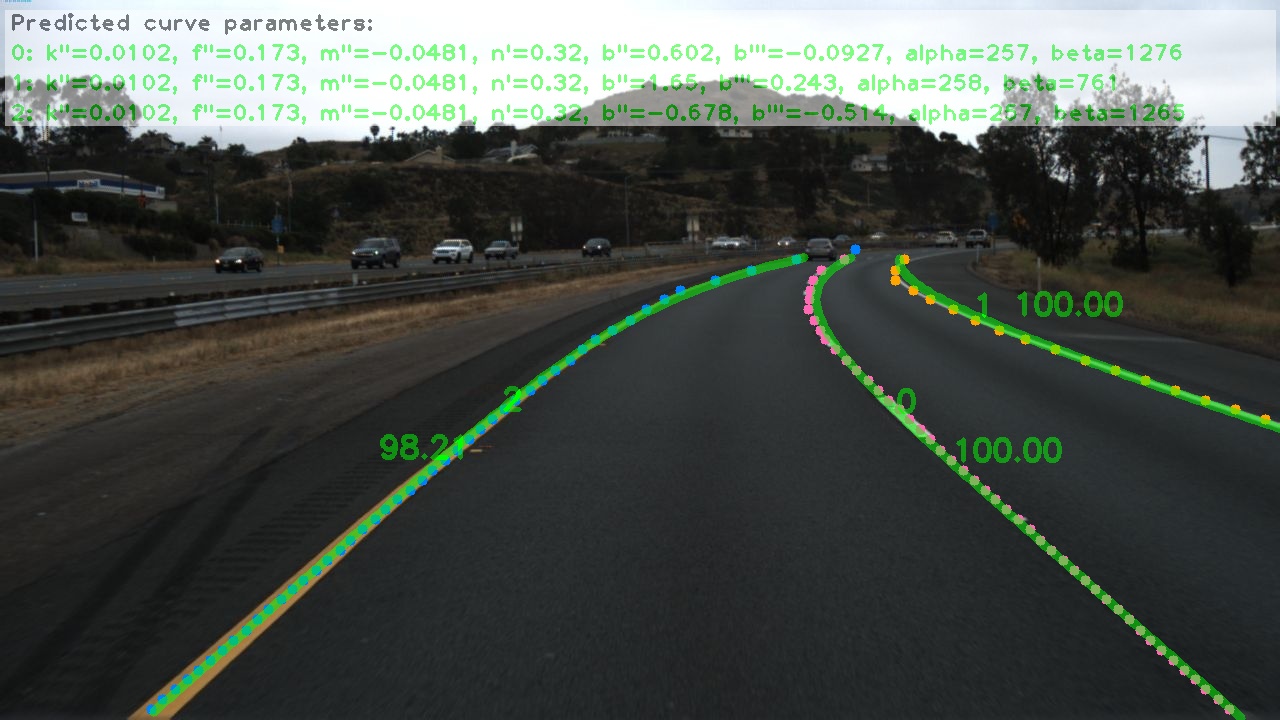 Predicted curve parameters:
0: k''=0.0102, f''=0.173, m''=-0.0481, n'=0.32, b''=0.602, b'''=-0.0927, alpha=257, beta=1276
1: k''=0.0102, f''=0.173, m''=-0.0481, n'=0.32, b''=1.65, b'''=0.243, alpha=258, beta=761
2: k''=0.0102, f''=0.173, m''=-0.0481, n'=0.32, b''=-0.678, b'''=-0.514, alpha=257, beta=1265
1 100.00
2
0
98.21
100.00